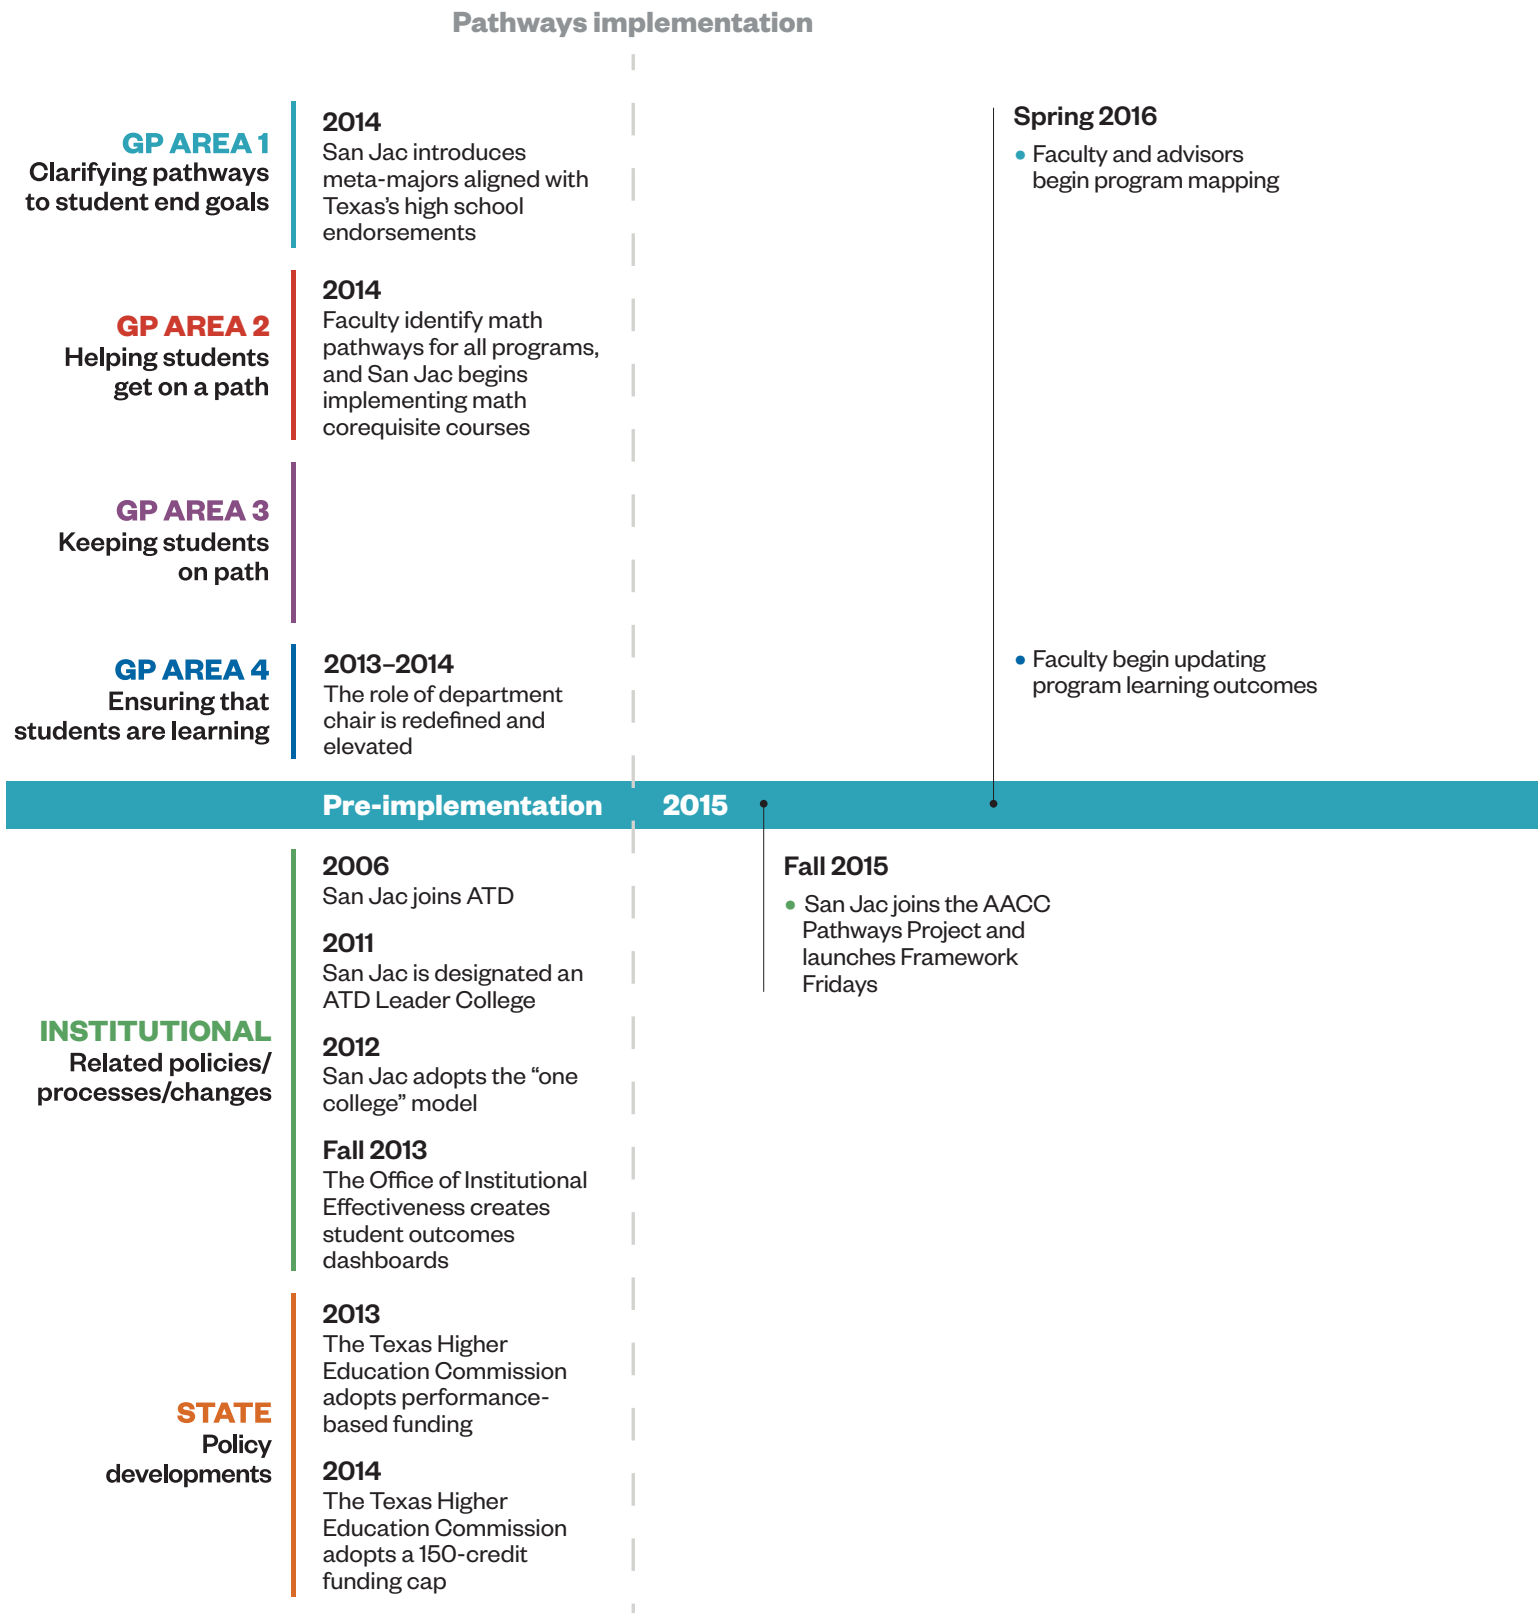 Pathways implementation
GP AREA 1
Clarifying pathways
to student end goals
2014
San Jac introduces
meta-majors aligned with
Texas's high school
endorsements
Spring 2016
• Faculty and advisors
begin program mapping
GP AREA 2
Helping students
get on a path
2014
Faculty identify math
pathways for all programs,
and San Jac begins
implementing math
corequisite courses
GP AREA 3
Keeping students
on path
GP AREA 4
Ensuring that
students are learning
2013–2014
The role of department
chair is redefined and
elevated
• Faculty begin updating
program learning outcomes
Pre-implementation
2015
INSTITUTIONAL
Related policies/
processes/changes
2006
San Jac joins ATD
2011
San Jac is designated an
ATD Leader College
2012
San Jac adopts the “one
college” model
Fall 2013
The Office of Institutional
Effectiveness creates
student outcomes
dashboards
Fall 2015
• San Jac joins the AACC
Pathways Project and
launches Framework
Fridays
STATE
Policy
developments
2013
The Texas Higher
Education Commission
adopts performance-
based funding
2014
The Texas Higher
Education Commission
adopts a 150-credit
funding cap